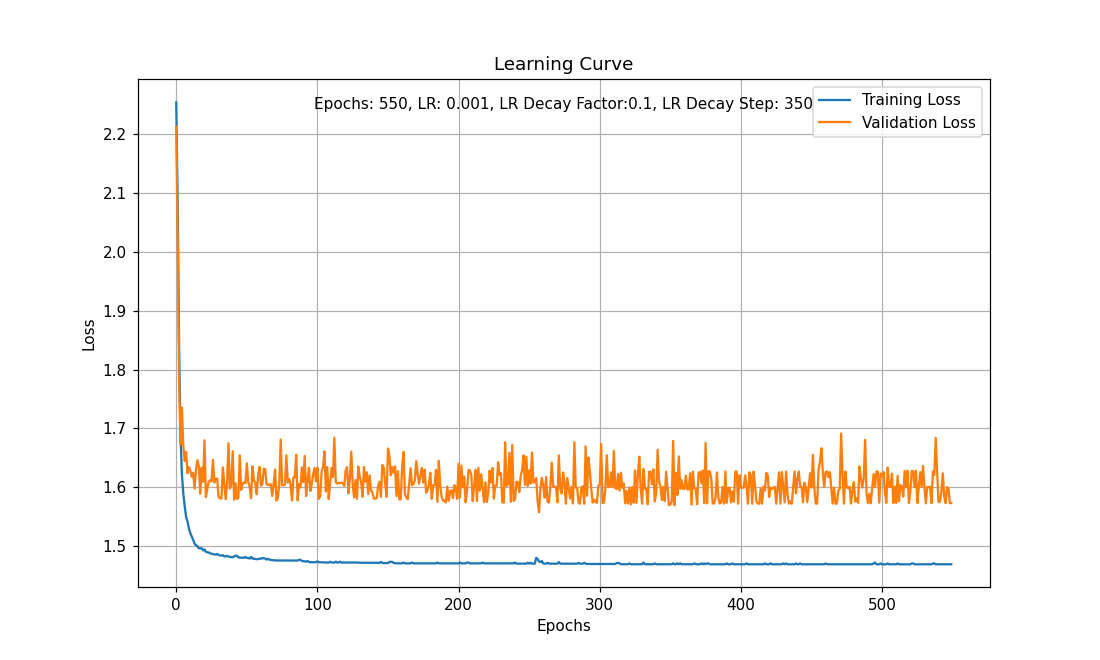 Learning Curve
Epochs: 550, LR: 0.001, LR Decay Factor:0.1, LR Decay Step: 350
Training Loss
Validation Loss
2.2
2.1
2.0
1.9
1.8
1.7
1.6
1.5
Loss
0 100 200 300 400 500
Epochs